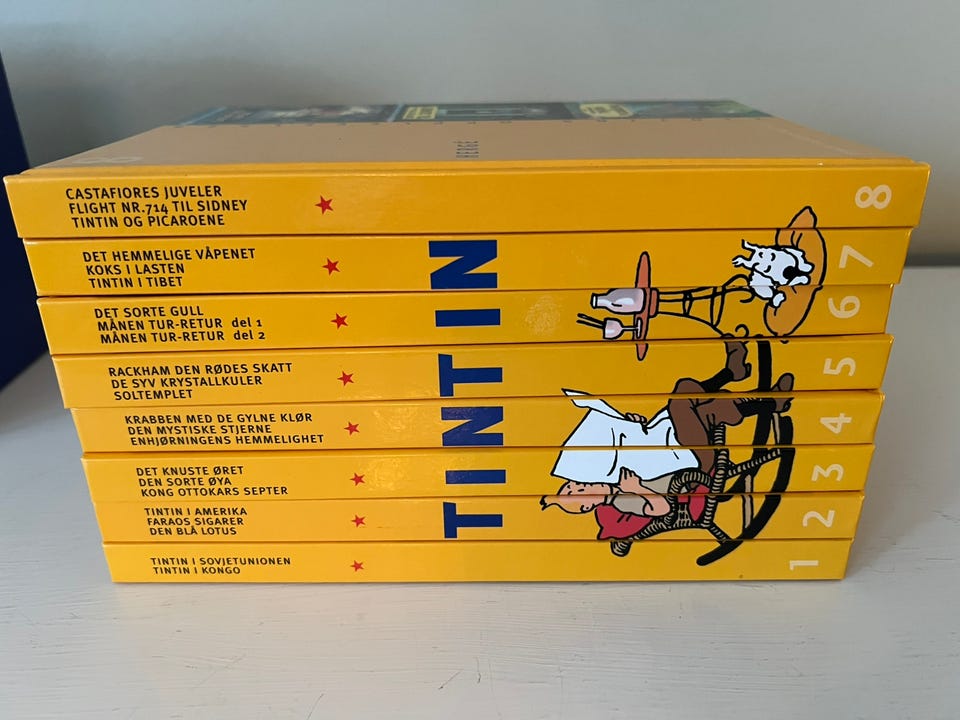 HERGÉ
CASTAFIORES JUVELER
FLIGHT NR.714 TIL SIDNEY
TINTIN OG PICAROENE
8
DET HEMMELIGE VÅPENET
KOKS I LASTEN
TINTIN I TIBET
7
DET SORTE GULL
MÅNEN TUR-RETUR del 1
MÅNEN TUR-RETUR del 2
6
RACKHAM DEN RØDES SKATT
DE SYV KRYSTALLKULER
SOLTEMPLET
5
KRABBEN MED DE GYLNE KLØR
DEN MYSTISKE STJERNE
ENHJØRNINGENS HEMMELIGHET
4
DET KNUSTE ØRET
DEN SORTE ØYA
KONG OTTOKARS SEPTER
3
TINTIN I AMERIKA
FARAOS SIGARER
DEN BLÅ LOTUS
2
TINTIN I SOVJETUNIONEN
TINTIN I KONGO
1
TINTIN